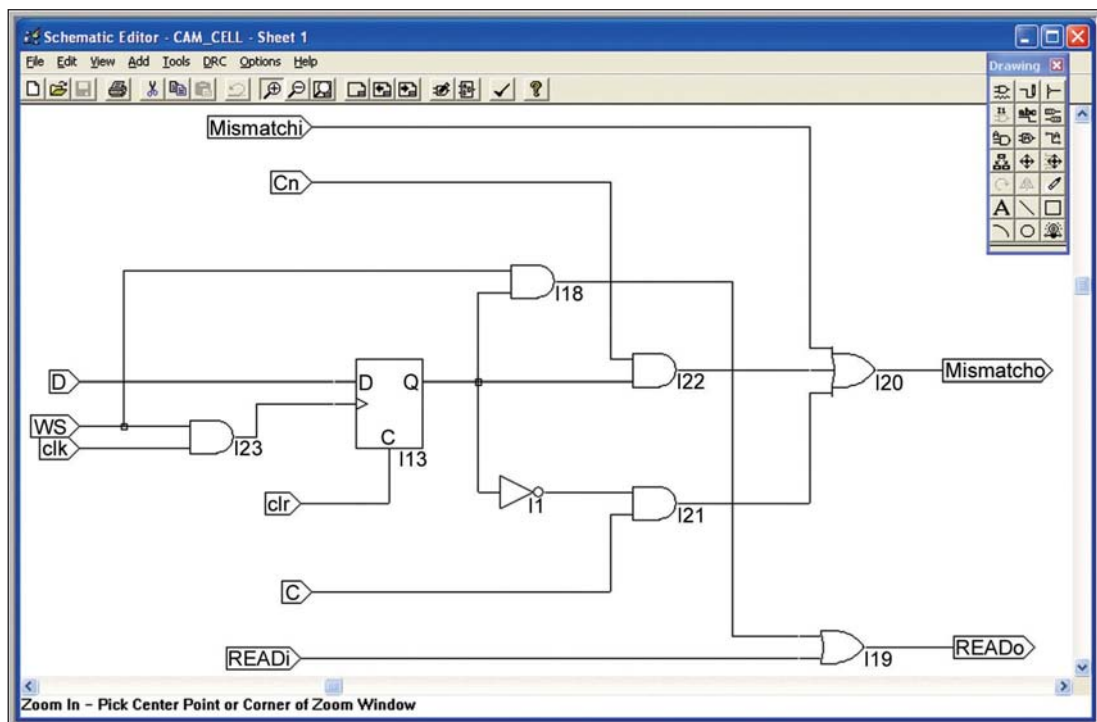 Schematic Editor - CAM_CELL - Sheet 1
File Edit View Add Tools DRC Options Help
Drawing
Mismatchi
Cn
I18
D
D Q
I22
I20
Mismatcho
WS
clk
I23
C
I13
clr
I1
I21
C
READi
I19
READo
Zoom In - Pick Center Point or Corner of Zoom Window